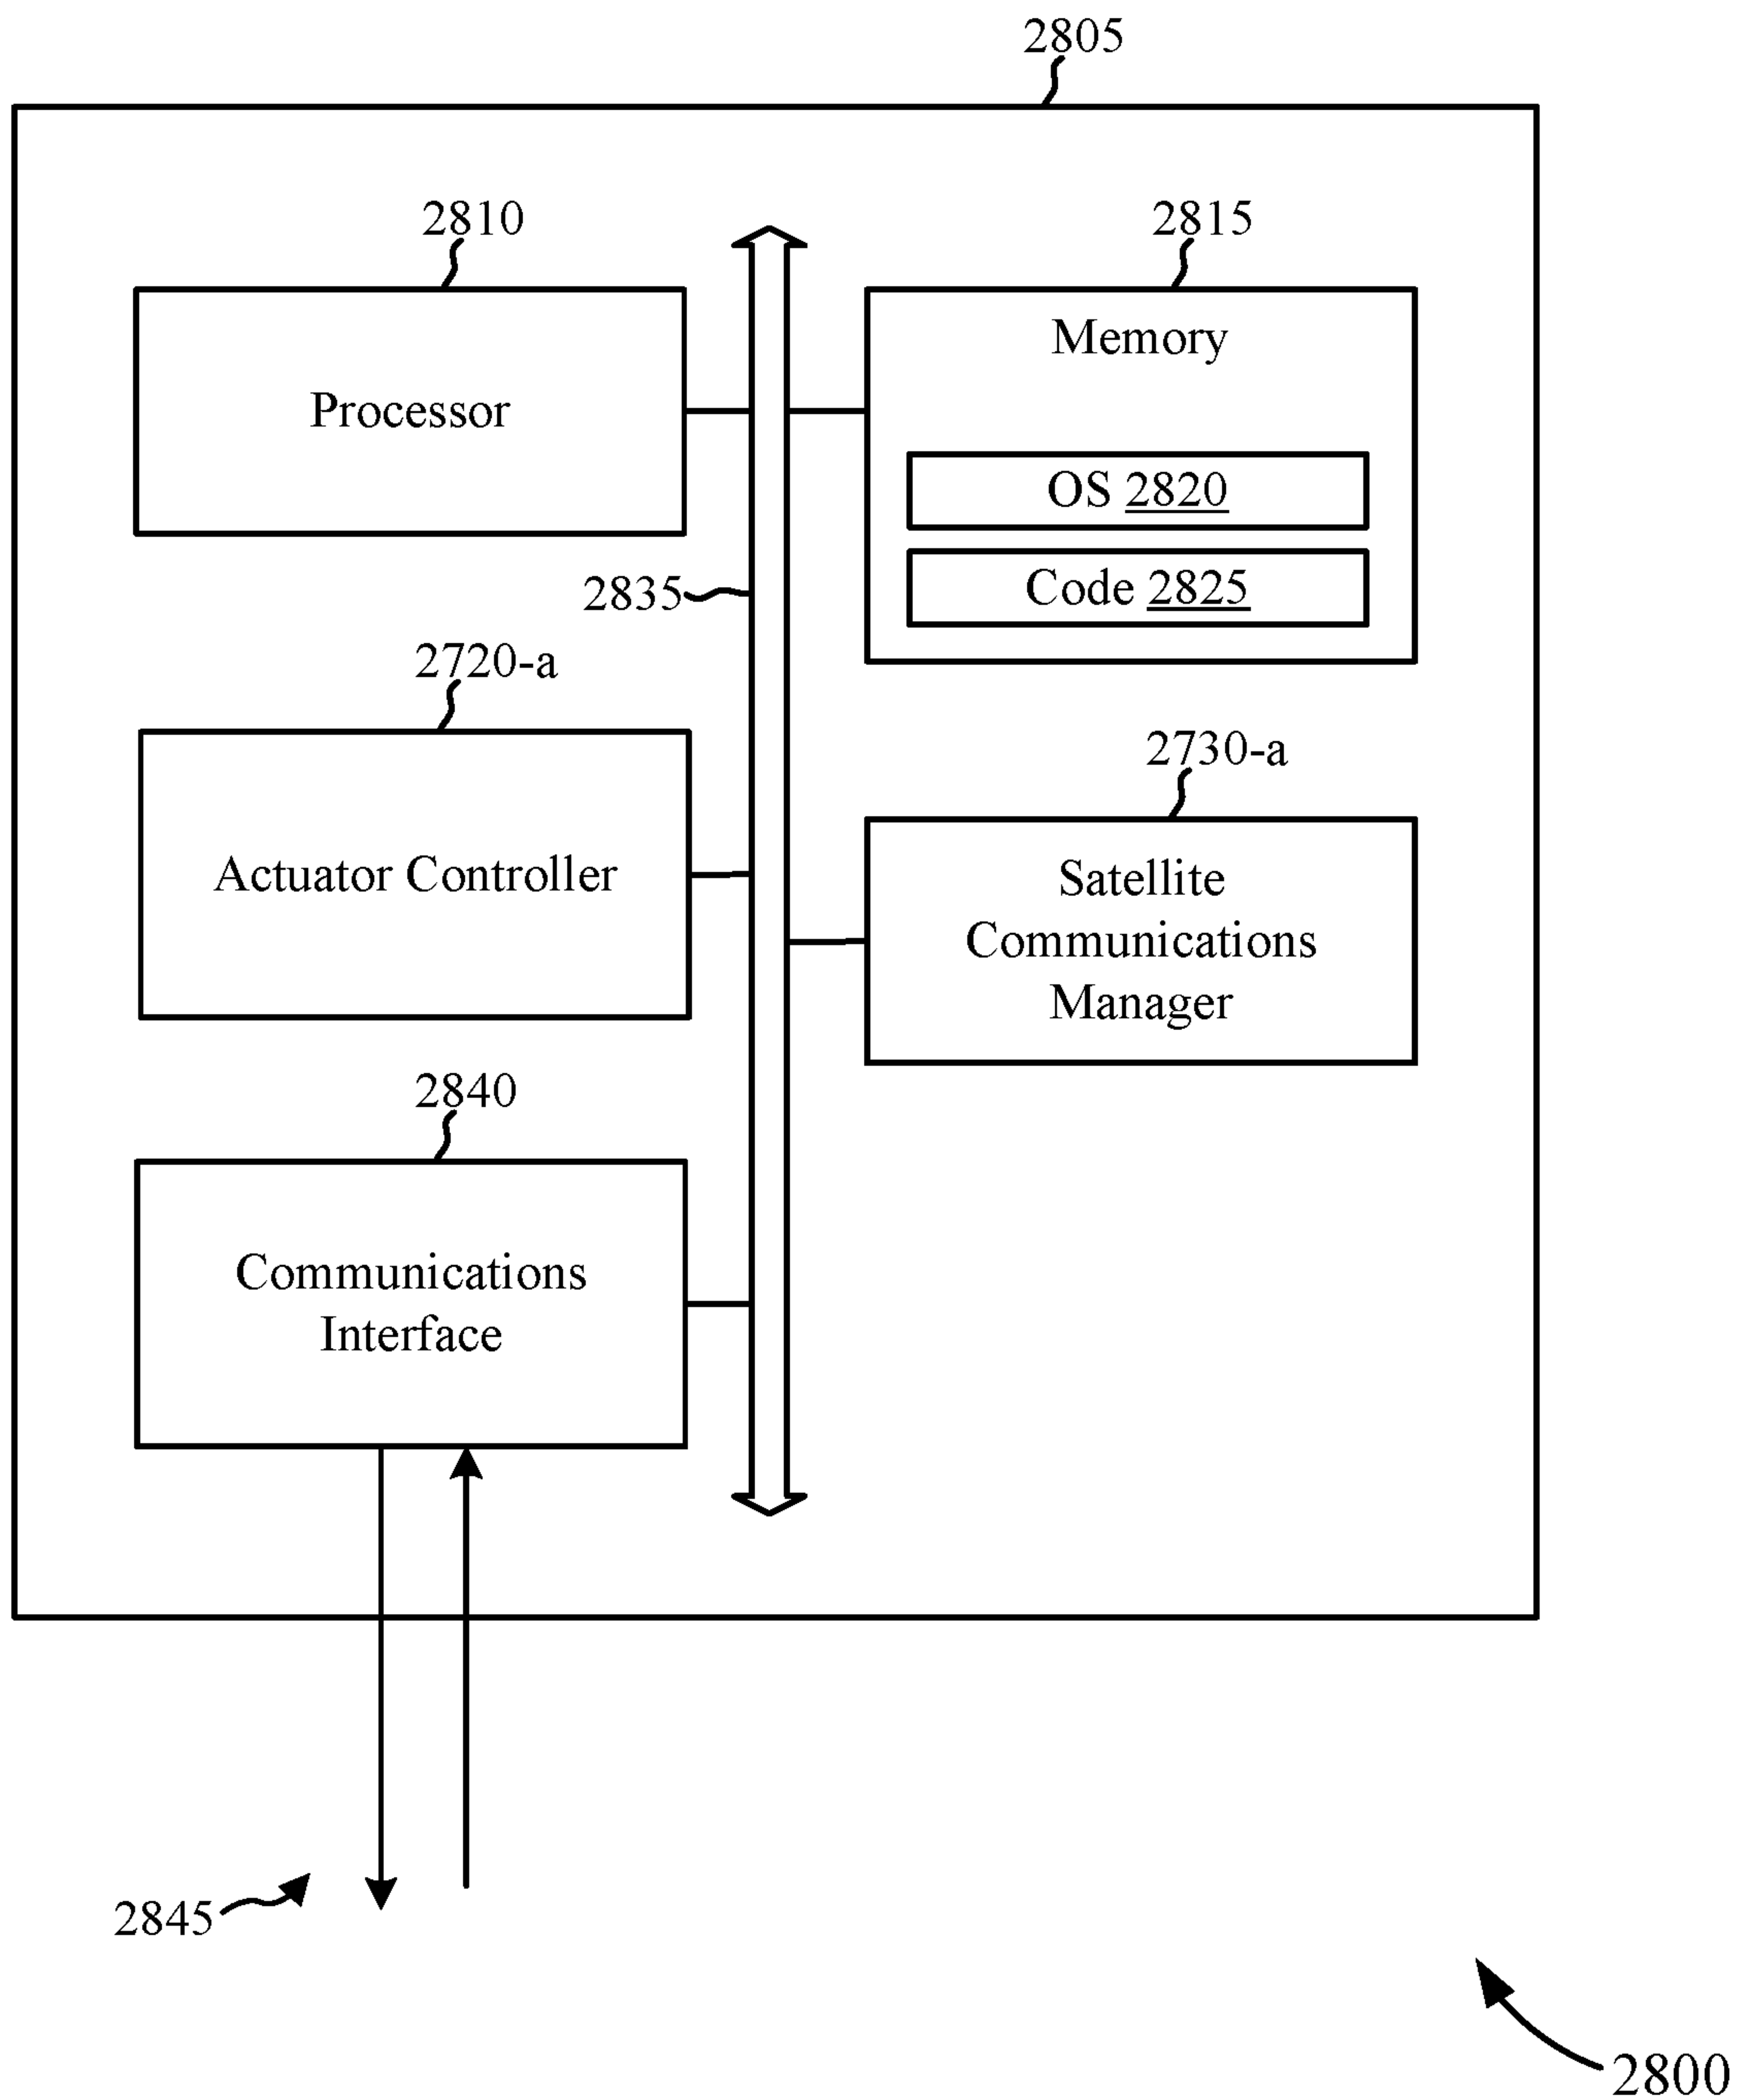 2805
2810
2815
Processor
Memory
OS 2820
Code 2825
2835
2720-a
2730-a
Actuator Controller
Satellite
Communications
Manager
2840
Communications
Interface
2845
2800